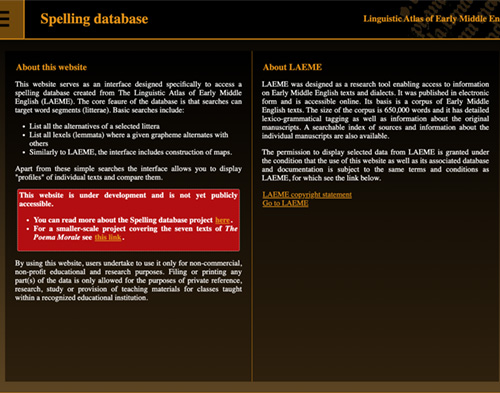 Spelling database
Linguistic Atlas of Early Middle En
About this website
This website serves as an interface designed specifically to access a
spelling database created from The Linguistic Atlas of Early Middle
English (LAEME). The core feaure of the database is that searches can
target word segments (litterae). Basic searches include:
List all the alternatives of a selected littera
List all lexels (lemmata) where a given grapheme alternates with
others
Similarly to LAEME, the interface includes construction of maps.
Apart from these simple searches the interface allows you to display
"profiles" of individual texts and compare them.
This website is under development and is not yet publicly
accessible.
You can read more about the Spelling database project here.
For a smaller-scale project covering the seven texts of The
Poema Morale see this link.
By using this website, users undertake to use it only for non-commercial,
non-profit educational and research purposes. Filing or printing any
part(s) of the data is only allowed for the purposes of private reference,
research, study or provision of teaching materials for classes taught
within a recognized educational institution.
About LAEME
LAEME was designed as a research tool enabling access to information
on Early Middle English texts and dialects. It was published in electronic
form and is accessible online. Its basis is a corpus of Early Middle
English texts. The size of the corpus is 650,000 words and it has detailed
lexico-grammatical tagging as well as information about the original
manuscripts. A searchable index of sources and information about the
individual manuscripts are also available.
The permission to display selected data from LAEME is granted under
the condition that the use of this website as well as its associated database
and documentation is subject to the same terms and conditions as
LAEME, for which see the link below.
LAEME copyright statement
Go to LAEME